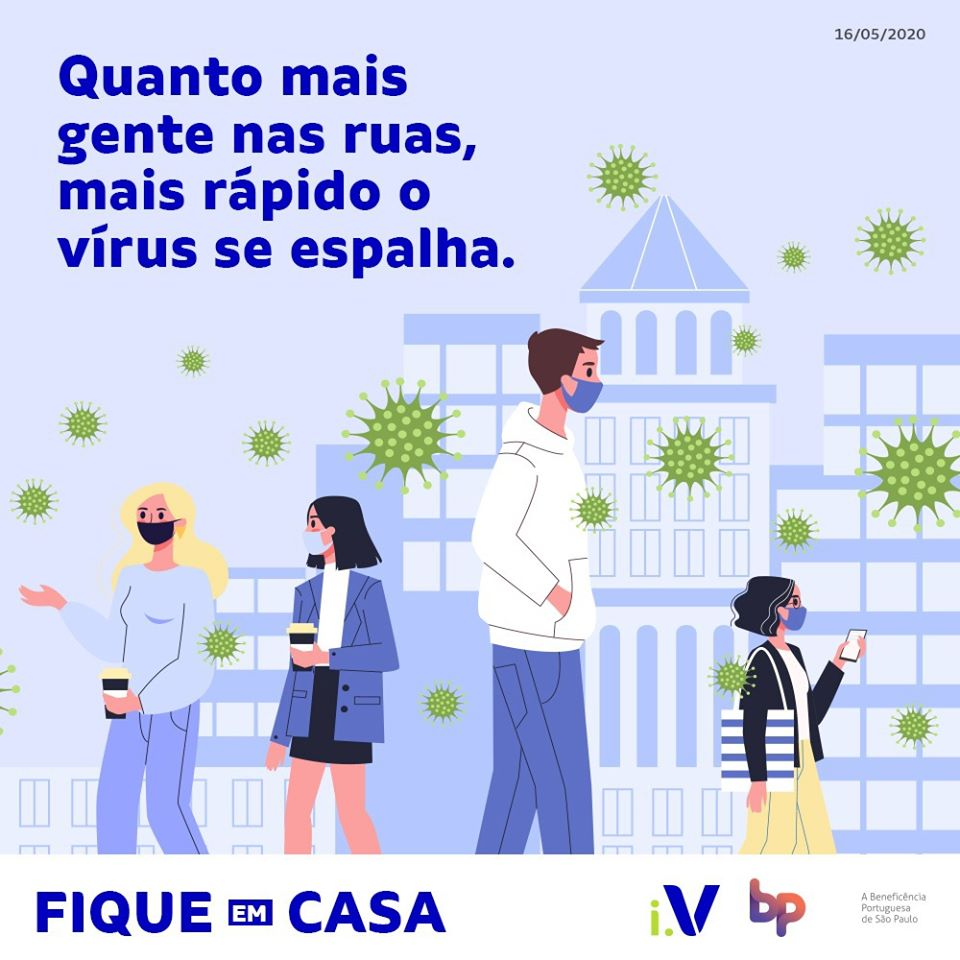 16/05/2020
Quanto mais
gente nas ruas,
mais rápido o
vírus se espalha.
FIQUE EM CASA
i.V
bp
A Beneficência
Portuguesa
de São Paulo